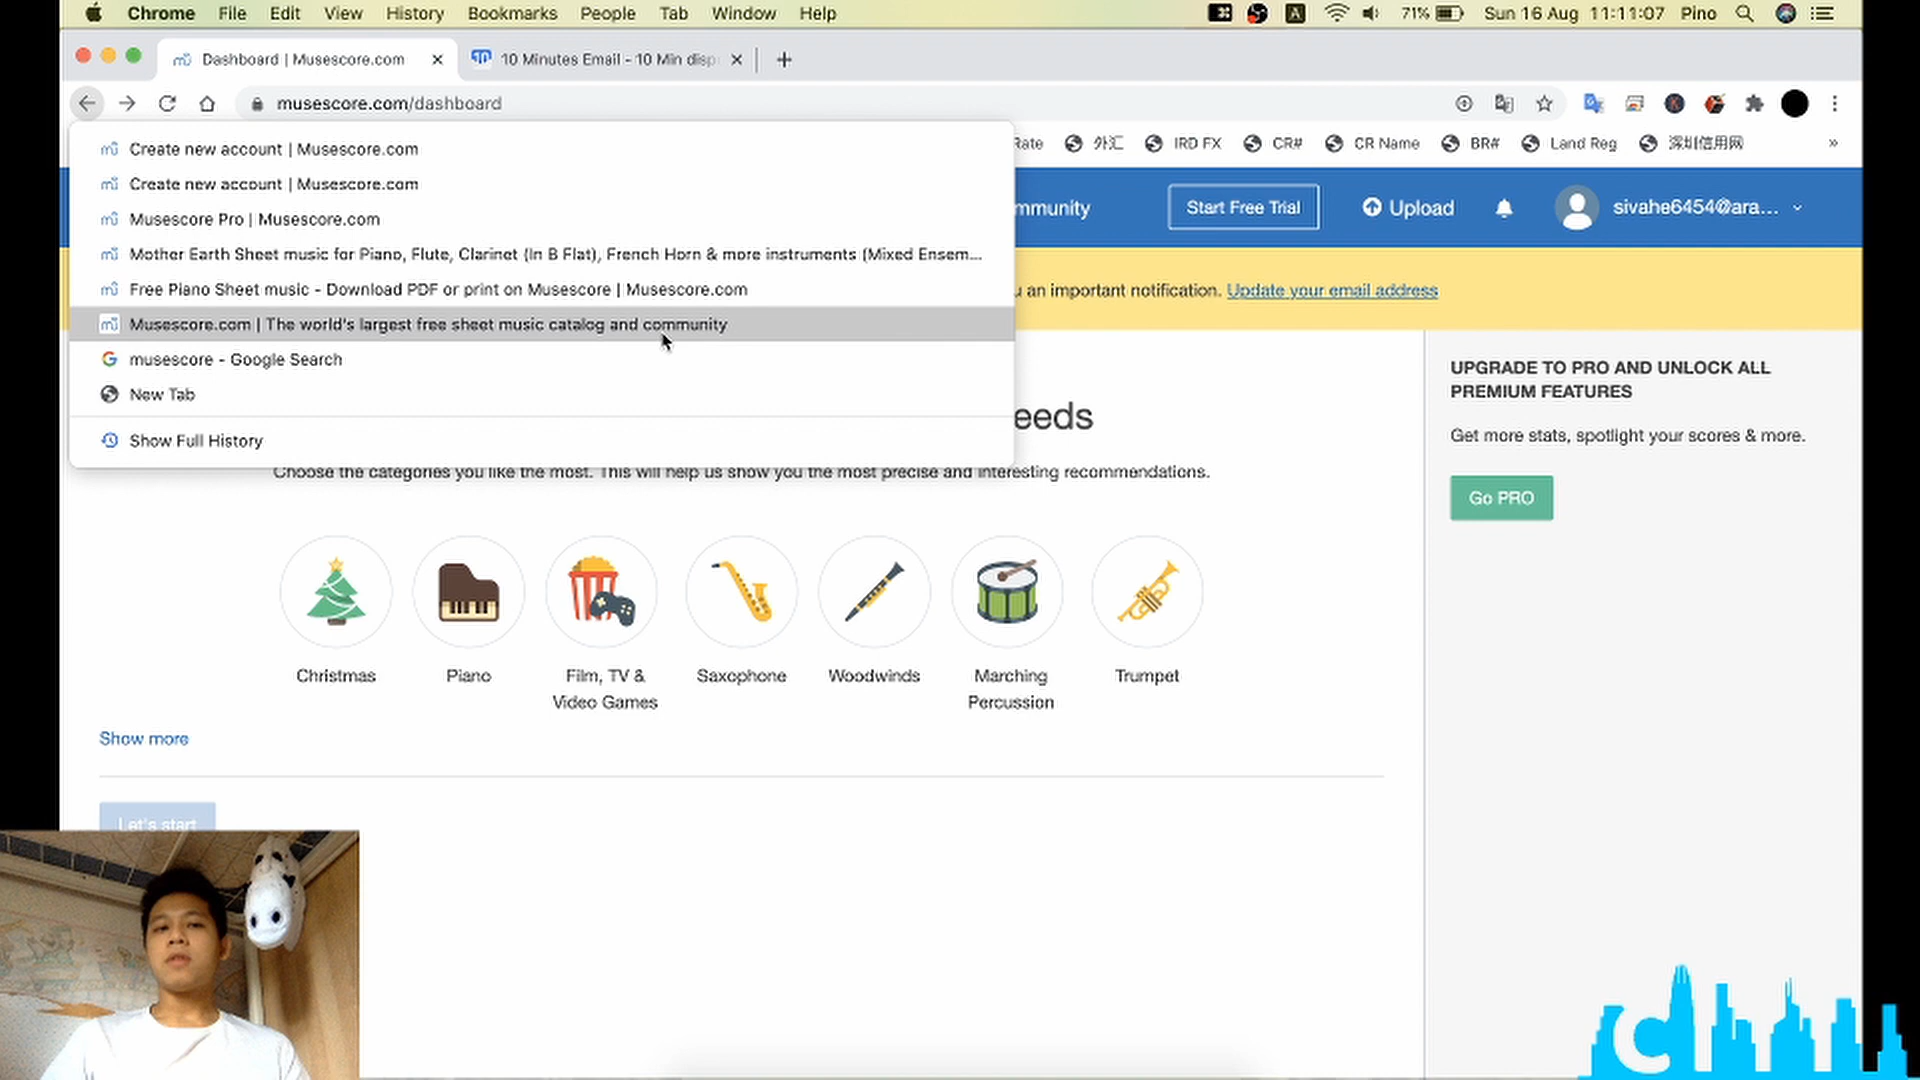 Chrome File Edit View History Bookmarks People Tab Window Help
71% Sun 16 Aug 11:11:07 Pino
Dashboard | Musescore.com
10 Minutes Email - 10 Min disp
musescore.com/dashboard
Rate 外汇 IRD FX CR# CR Name BR# Land Reg 深圳信用网 »
Create new account | Musescore.com
Create new account | Musescore.com
Musescore Pro | Musescore.com
Mother Earth Sheet music for Piano, Flute, Clarinet (In B Flat), French Horn & more instruments (Mixed Ensem...
Free Piano Sheet music - Download PDF or print on Musescore | Musescore.com
Musescore.com | The world's largest free sheet music catalog and community
musescore - Google Search
New Tab
Show Full History
mmunity Start Free Trial Upload sivahe6454@ara...
u an important notification. Update your email address
eeds
Choose the categories you like the most. This will help us show you the most precise and interesting recommendations.
Christmas
Piano
Film, TV &
Video Games
Saxophone
Woodwinds
Marching
Percussion
Trumpet
Show more
Let's start
UPGRADE TO PRO AND UNLOCK ALL
PREMIUM FEATURES
Get more stats, spotlight your scores & more.
Go PRO